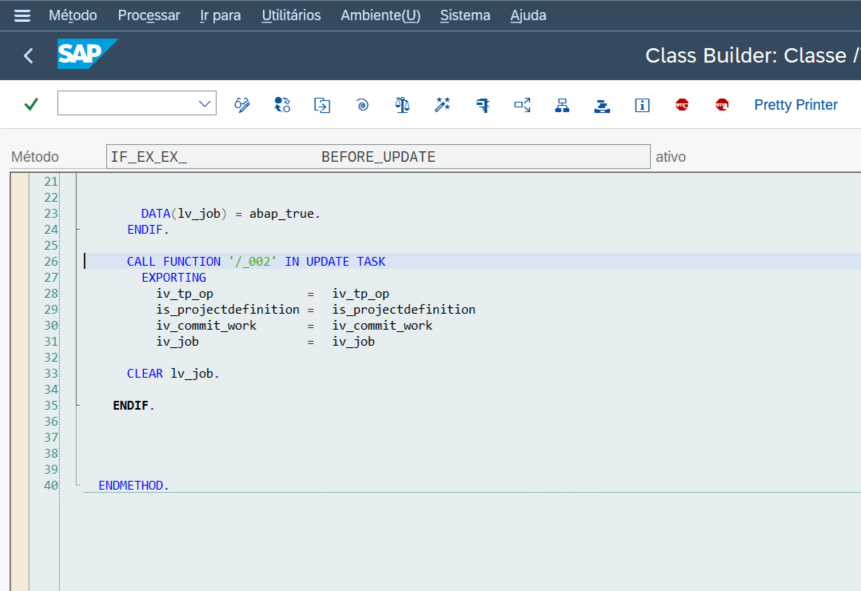 Método Processar Ir para Utilitários Ambiente(U) Sistema Ajuda
SAP Class Builder: Classe /
Pretty Printer
Método IF_EX_EX_ BEFORE_UPDATE ativo
21
22
23 DATA(lv_job) = abap_true.
24 ENDIF.
25
26 CALL FUNCTION '/_002' IN UPDATE TASK
27 EXPORTING
28 iv_tp_op = iv_tp_op
29 is_projectdefinition = is_projectdefinition
30 iv_commit_work = iv_commit_work
31 iv_job = iv_job
32
33 CLEAR lv_job.
34
35 ENDIF.
36
37
38
39
40 ENDMETHOD.